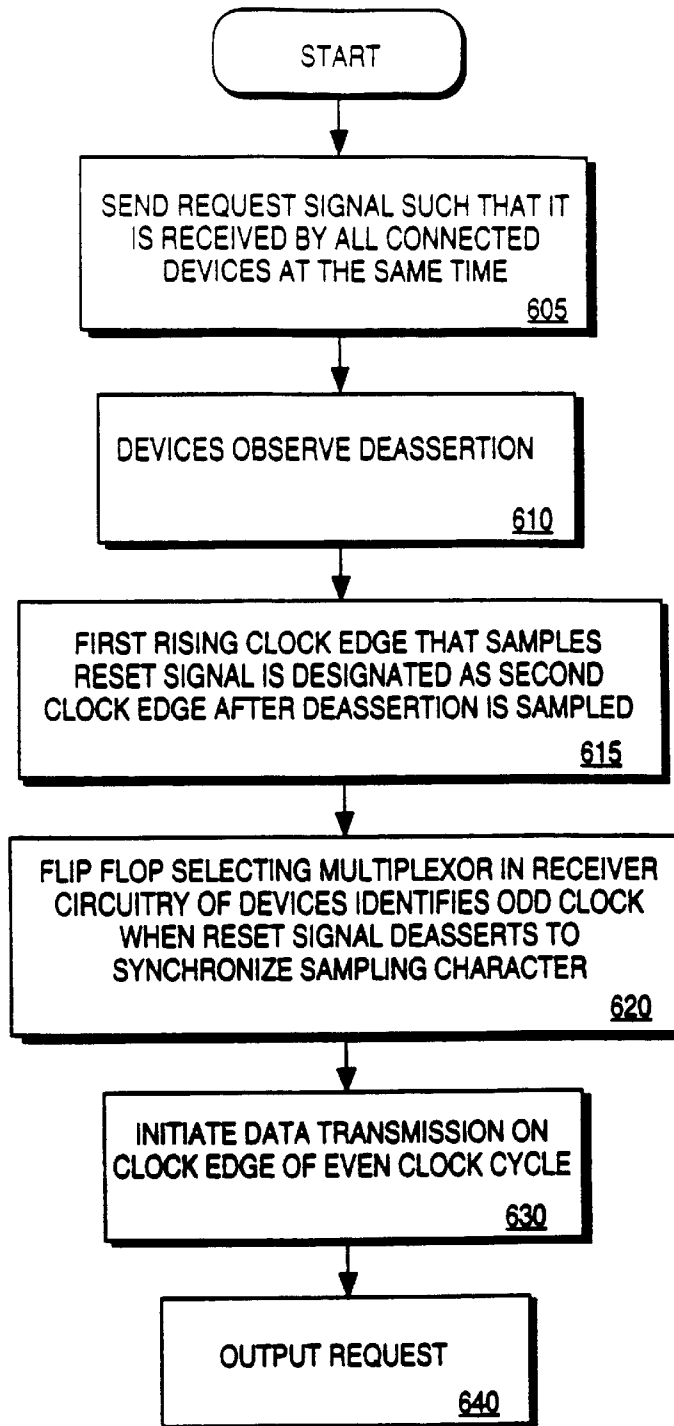 START
SEND REQUEST SIGNAL SUCH THAT IT
IS RECEIVED BY ALL CONNECTED
DEVICES AT THE SAME TIME
605
DEVICES OBSERVE DEASSERTION
610
FIRST RISING CLOCK EDGE THAT SAMPLES
RESET SIGNAL IS DESIGNATED AS SECOND
CLOCK EDGE AFTER DEASSERTION IS SAMPLED
615
FLIP FLOP SELECTING MULTIPLEXOR IN RECEIVER
CIRCUITRY OF DEVICES IDENTIFIES ODD CLOCK
WHEN RESET SIGNAL DEASSERTS TO
SYNCHRONIZE SAMPLING CHARACTER
620
INITIATE DATA TRANSMISSION ON
CLOCK EDGE OF EVEN CLOCK CYCLE
630
OUTPUT REQUEST
640